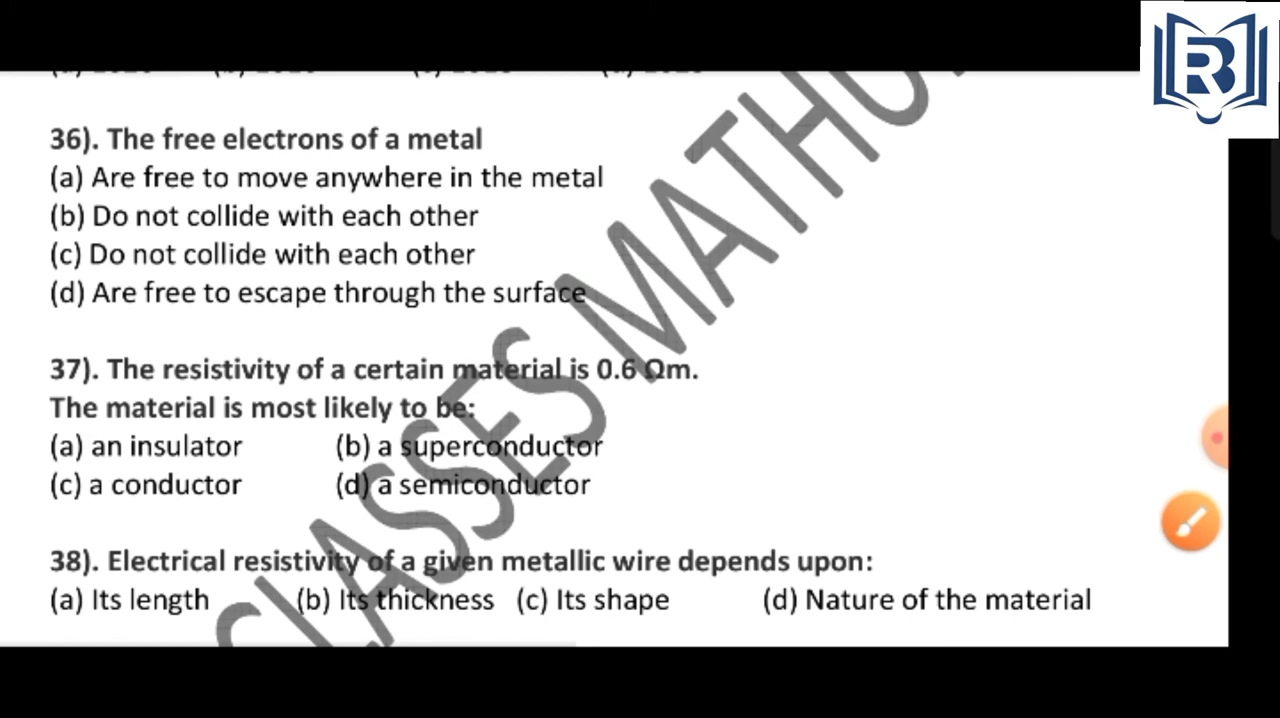 36). The free electrons of a metal
(a) Are free to move anywhere in the metal
(b) Do not collide with each other
(c) Do not collide with each other
(d) Are free to escape through the surface
37). The resistivity of a certain material is 0.6 Ωm.
The material is most likely to be:
(a) an insulator (b) a superconductor
(c) a conductor (d) a semiconductor
38). Electrical resistivity of a given metallic wire depends upon:
(a) Its length (b) Its thickness (c) Its shape (d) Nature of the material
CLASSES